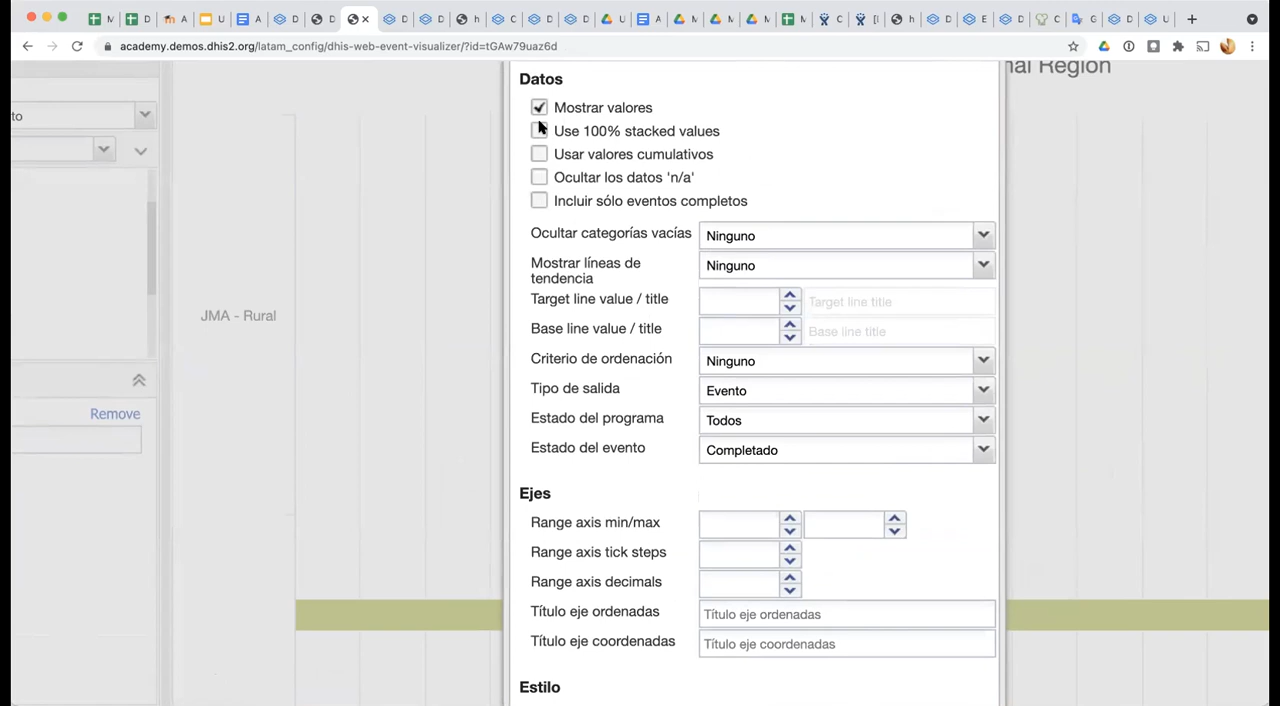 academy.demos.dhis2.org/latam_config/dhis-web-event-visualizer/?id=tGAw79uaz6d
nal Region
Datos
to
Mostrar valores
Use 100% stacked values
Usar valores cumulativos
Ocultar los datos 'n/a'
Incluir sólo eventos completos
Ocultar categorías vacías Ninguno
Mostrar líneas de
tendencia
Ninguno
Target line value / title Target line title
JMA - Rural
Base line value / title Base line title
Criterio de ordenación Ninguno
Tipo de salida Evento
Remove
Estado del programa Todos
Estado del evento Completado
Ejes
Range axis min/max
Range axis tick steps
Range axis decimals
Título eje ordenadas Título eje ordenadas
Título eje coordenadas Título eje coordenadas
Estilo